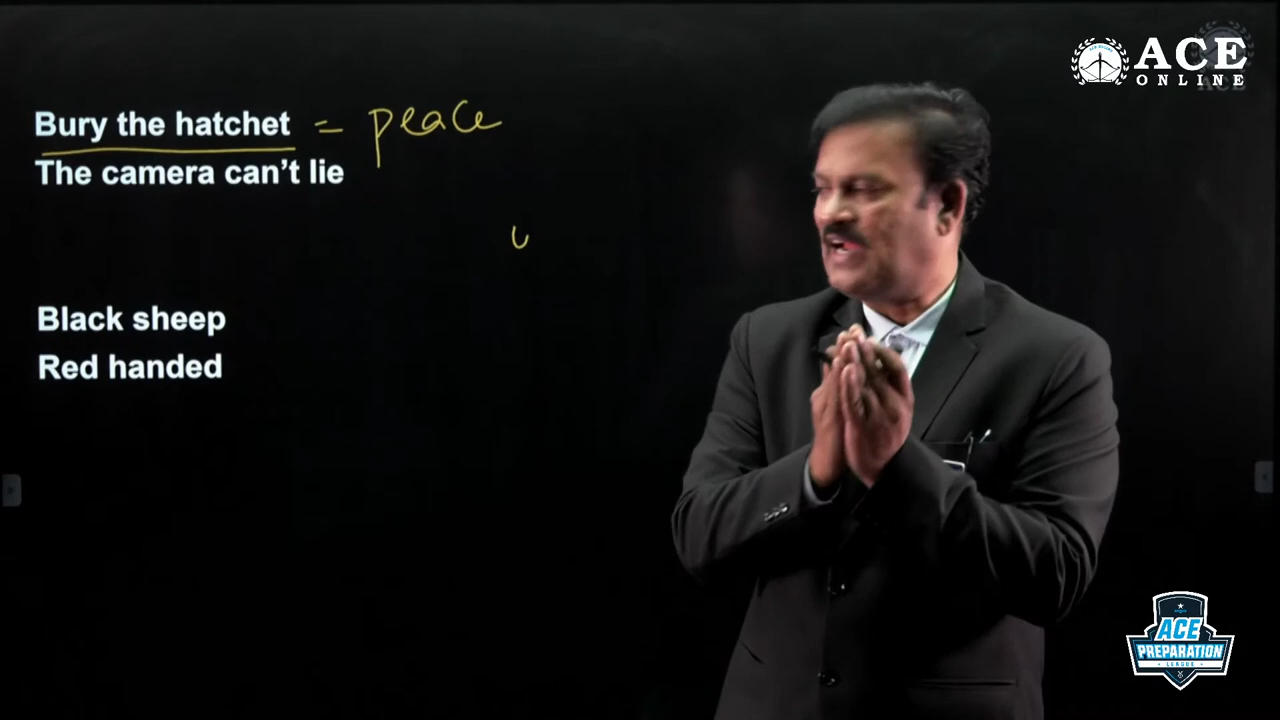 ACE
ONLINE
Bury the hatchet = peace
The camera can't lie
Black sheep
Red handed
ACE
PREPARATION
LEAGUE